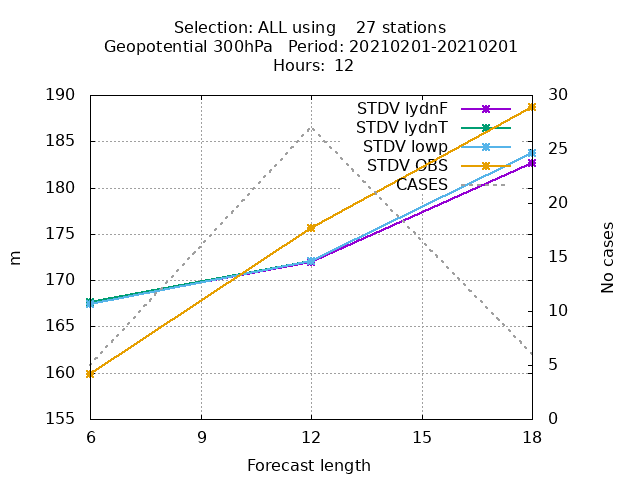 Selection: ALL using    27 stations
Geopotential 300hPa   Period: 20210201-20210201
Hours:  12
190
185
180
175
170
165
160
155
m
30
25
20
15
10
5
0
No cases
STDV lydnF
STDV lydnT
STDV lowp
STDV OBS
CASES
6
9
12
15
18
Forecast length